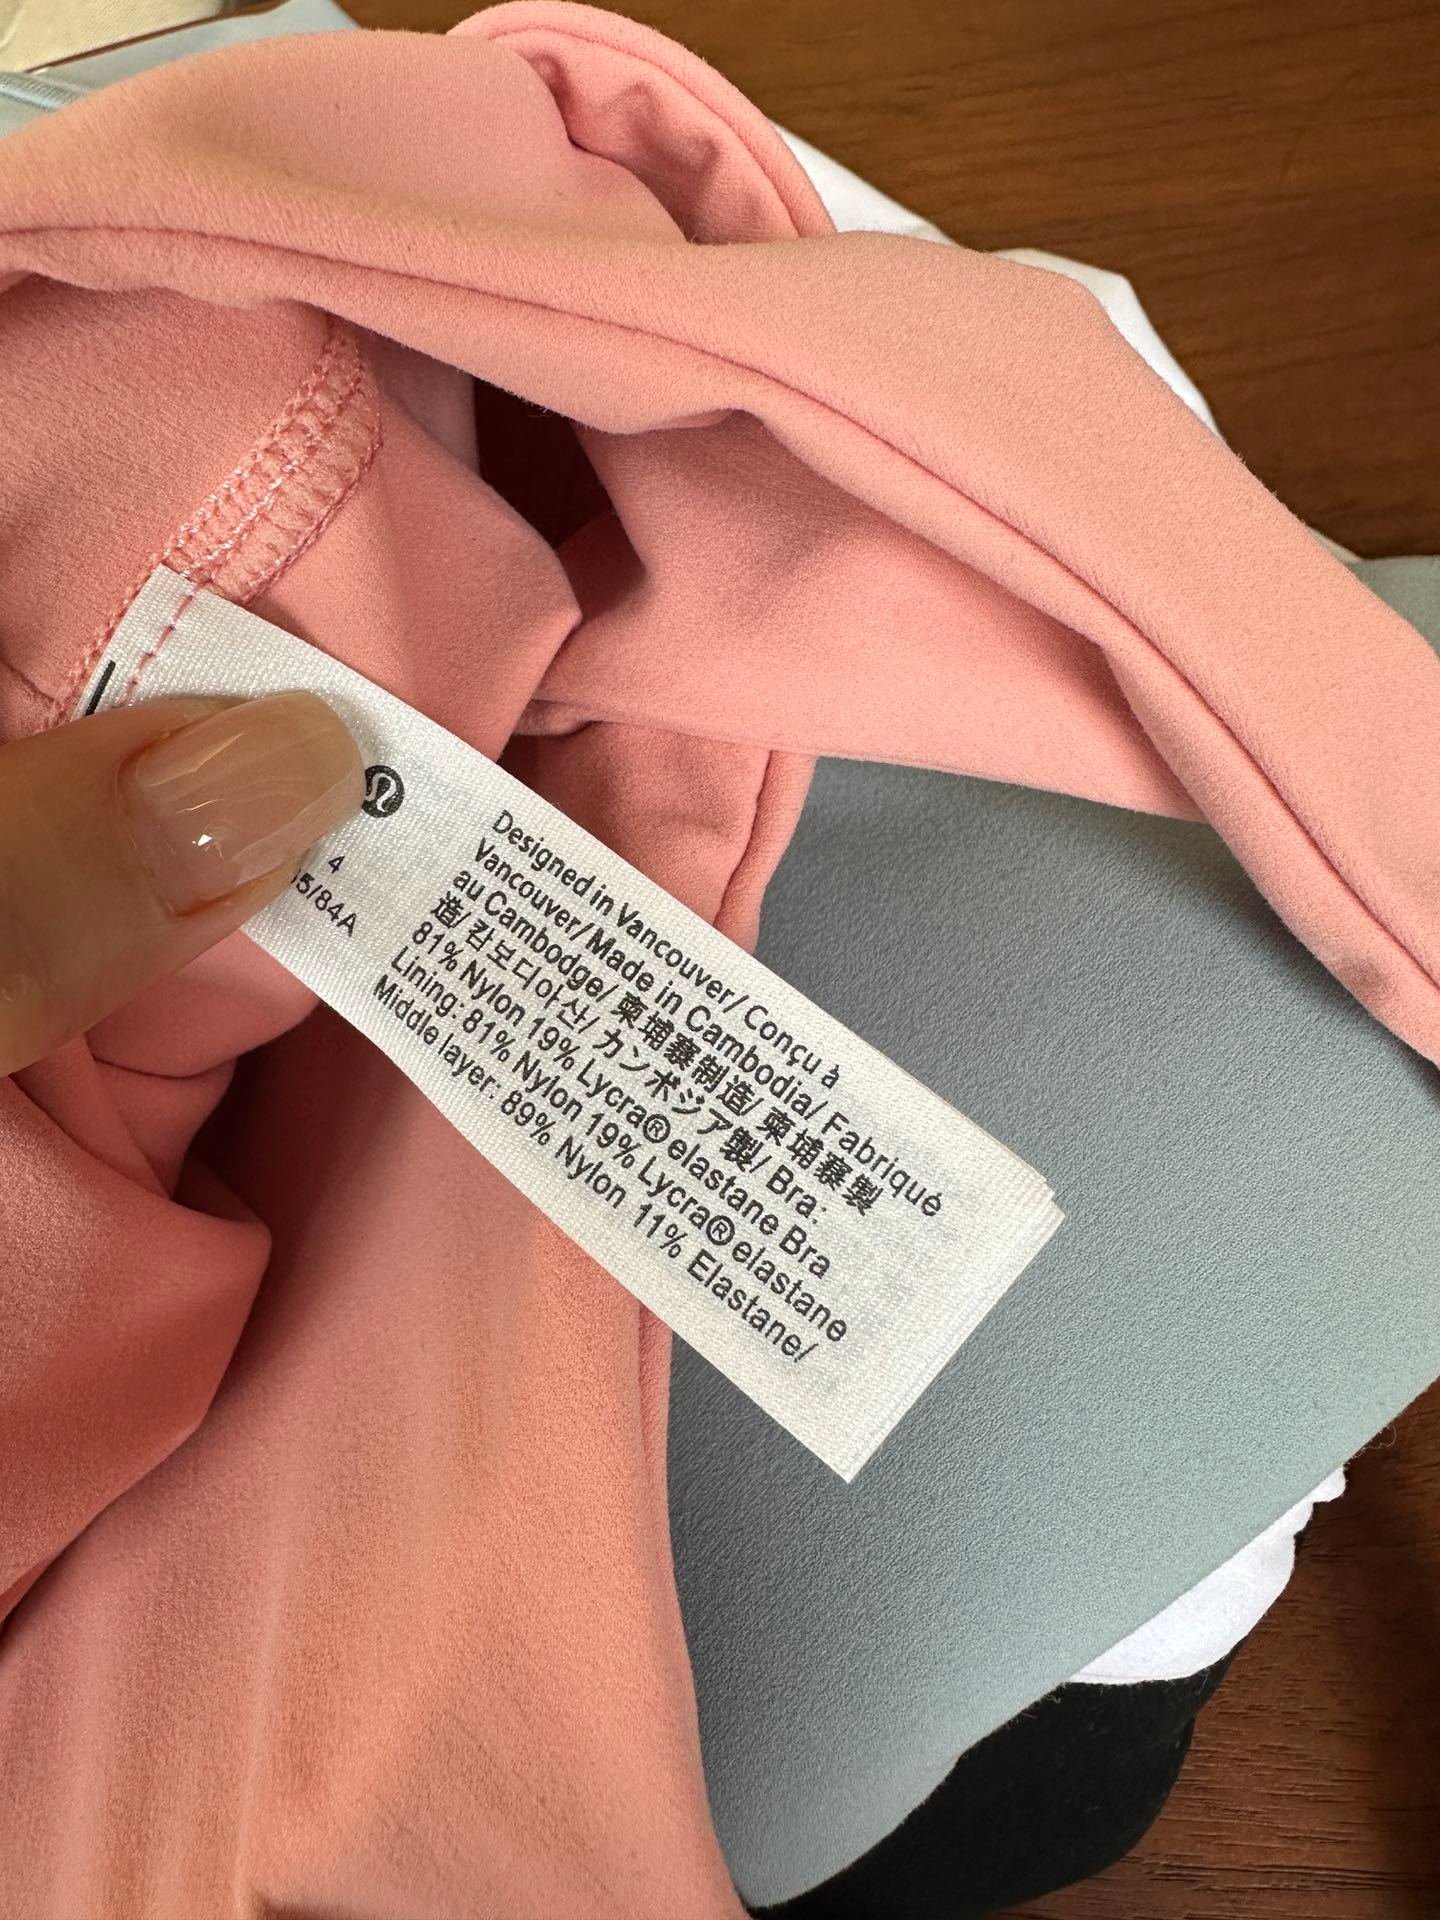 4
5/84A
Designed in Vancouver/ Conçu à
Vancouver/ Made in Cambodia/ Fabriqué
au Cambodge/ 柬埔寨制造/ 柬埔寨製
造/ 캄보디아산/ カンボジア製/ Bra:
81% Nylon 19% Lycra® elastane Bra
Lining: 81% Nylon 19% Lycra® elastane
Middle layer: 89% Nylon 11% Elastane/